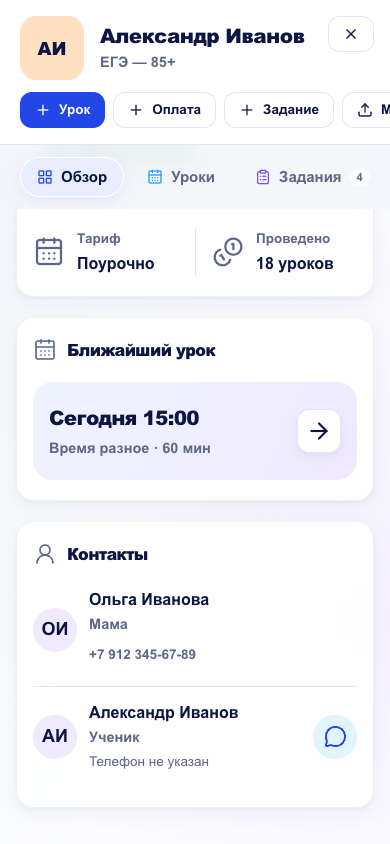 АИ
Александр Иванов
ЕГЭ — 85+
Урок
Оплата
Задание
Обзор
Уроки
Задания 4
Тариф
Поурочно
Проведено
18 уроков
Ближайший урок
Сегодня 15:00
Время разное · 60 мин
Контакты
ОИ
Ольга Иванова
Мама
+7 912 345-67-89
АИ
Александр Иванов
Ученик
Телефон не указан